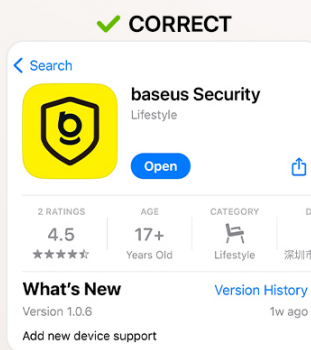 CORRECT
Search
baseus Security
Lifestyle
Open
2 RATINGS
AGE
CATEGORY
D
4.5
17+
Years Old
Lifestyle
深圳市
What's New
Version History
Version 1.0.6
1w ago
Add new device support